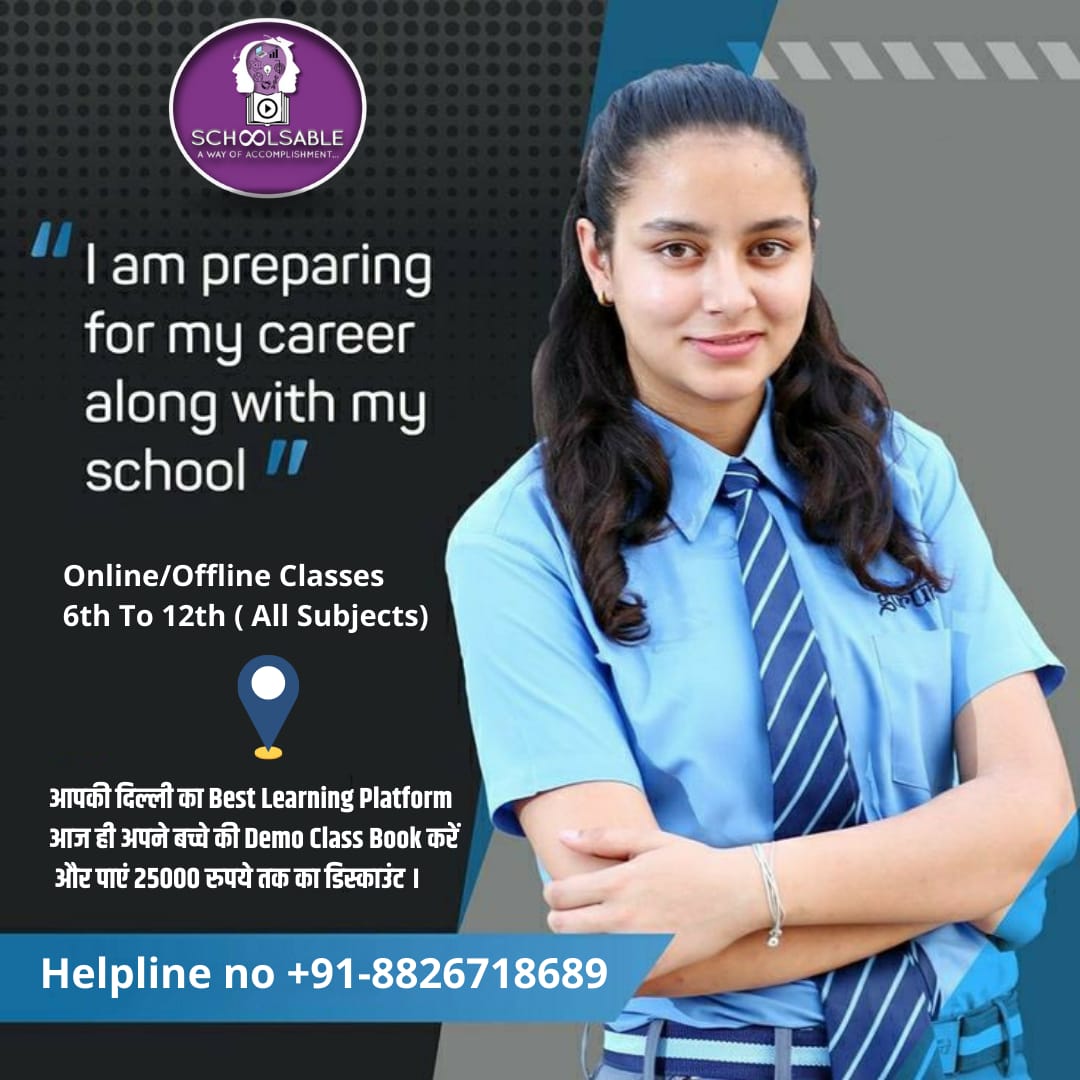 SCHOOLSABLE
A WAY OF ACCOMPLISHMENT...
" I am preparing
for my career
along with my
school "
Online/Offline Classes
6th To 12th ( All Subjects)
आपकी दिल्ली का Best Learning Platform
आज ही अपने बच्चे की Demo Class Book करें
और पाएं 25000 रुपये तक का डिस्काउंट ।
Helpline no +91-8826718689